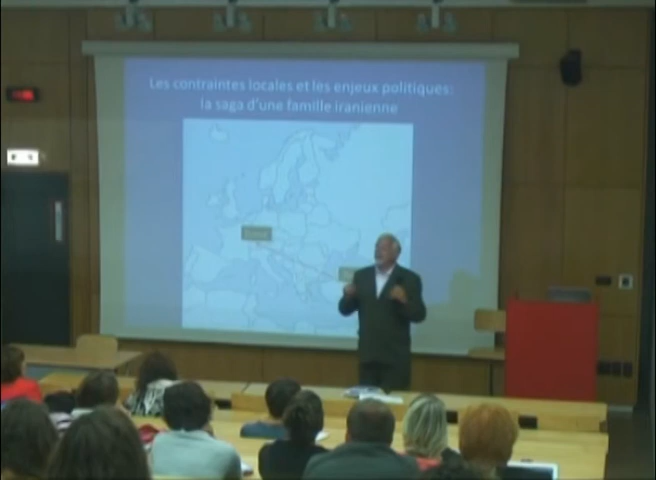 Les contraintes locales et les enjeux politiques:
la saga d'une famille iranienne